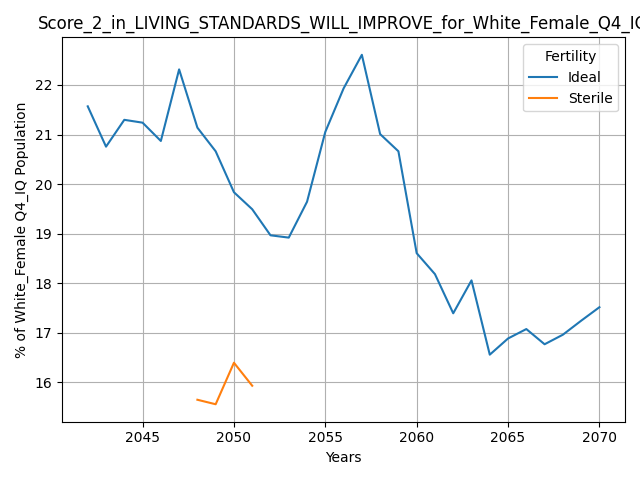 Score_2_in_LIVING_STANDARDS_WILL_IMPROVE_for_White_Female_Q4_IQ
Fertility
Ideal
Sterile
% of White_Female Q4_IQ Population
22
21
20
19
18
17
16
2045
2050
2055
2060
2065
2070
Years